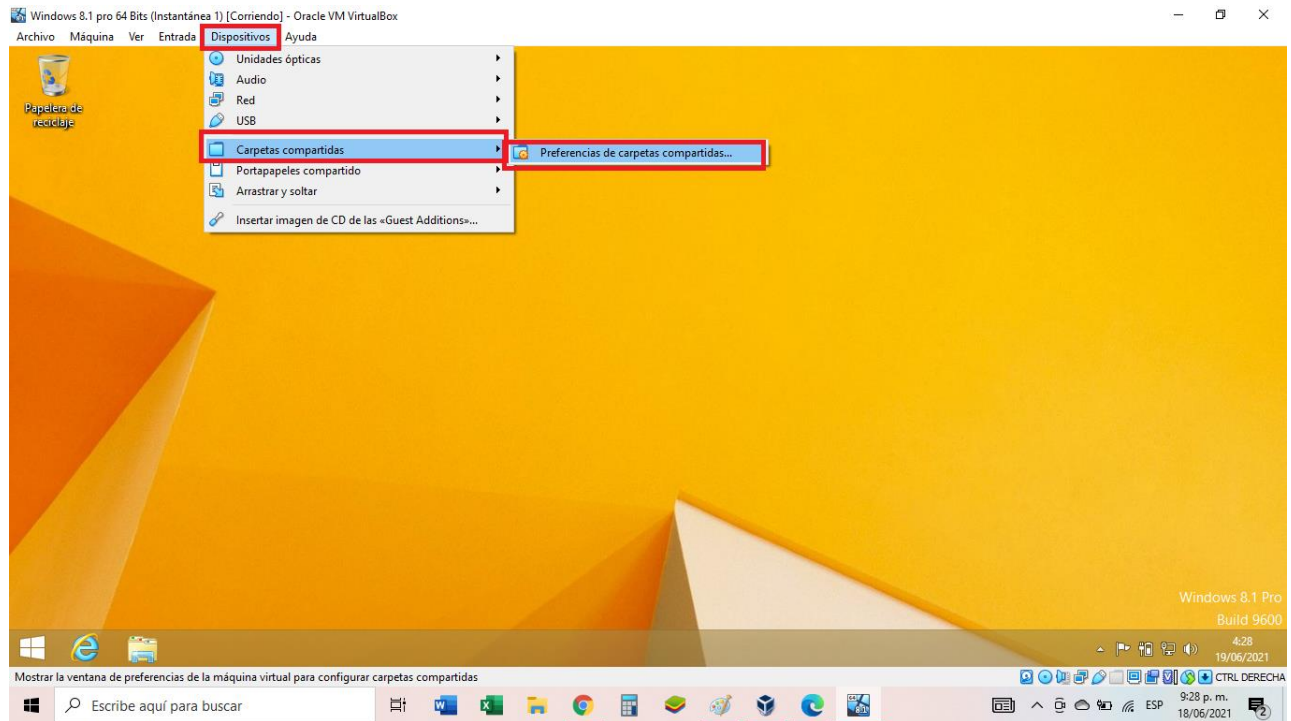 Windows 8.1 pro 64 Bits (Instantánea 1) [Corriendo] - Oracle VM VirtualBox
Archivo Máquina Ver Entrada Dispositivos Ayuda
Unidades ópticas
Audio
Red
USB
Carpetas compartidas
Preferencias de carpetas compartidas...
Portapapeles compartido
Arrastrar y soltar
Insertar imagen de CD de las «Guest Additions»...
Papelera de
reciclaje
Windows 8.1 Pro
Build 9600
4:28
19/06/2021
Mostrar la ventana de preferencias de la máquina virtual para configurar carpetas compartidas
CTRL DERECHA
Escribe aquí para buscar
ESP
9:28 p. m.
18/06/2021
2